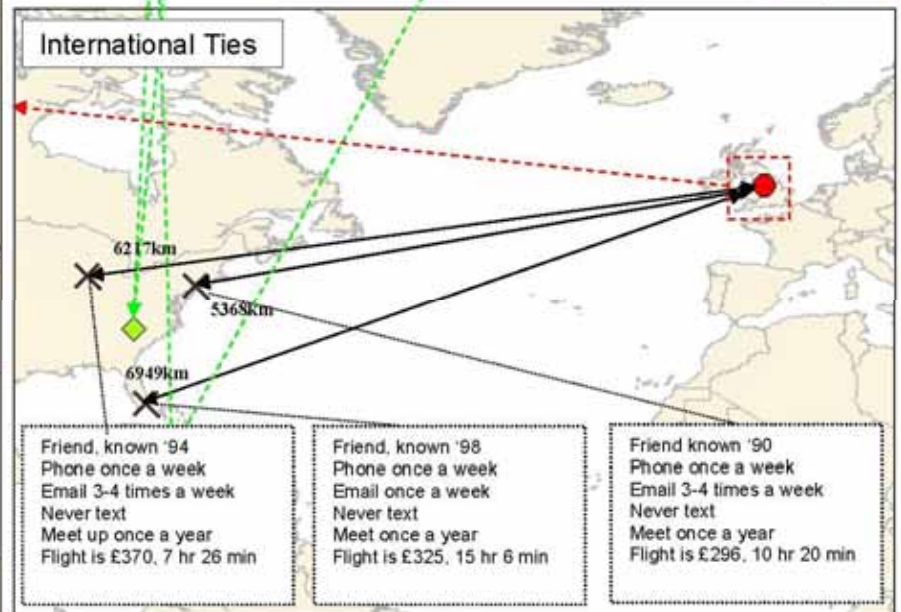 International Ties
6217km
5368km
6949km
Friend, known ‘94
Phone once a week
Email 3-4 times a week
Never text
Meet up once a year
Flight is £370, 7 hr 26 min
Friend, known ‘98
Phone once a week
Email once a week
Never text
Meet once a year
Flight is £325, 15 hr 6 min
Friend known ‘90
Phone once a week
Email 3-4 times a week
Never text
Meet once a year
Flight is £296, 10 hr 20 min